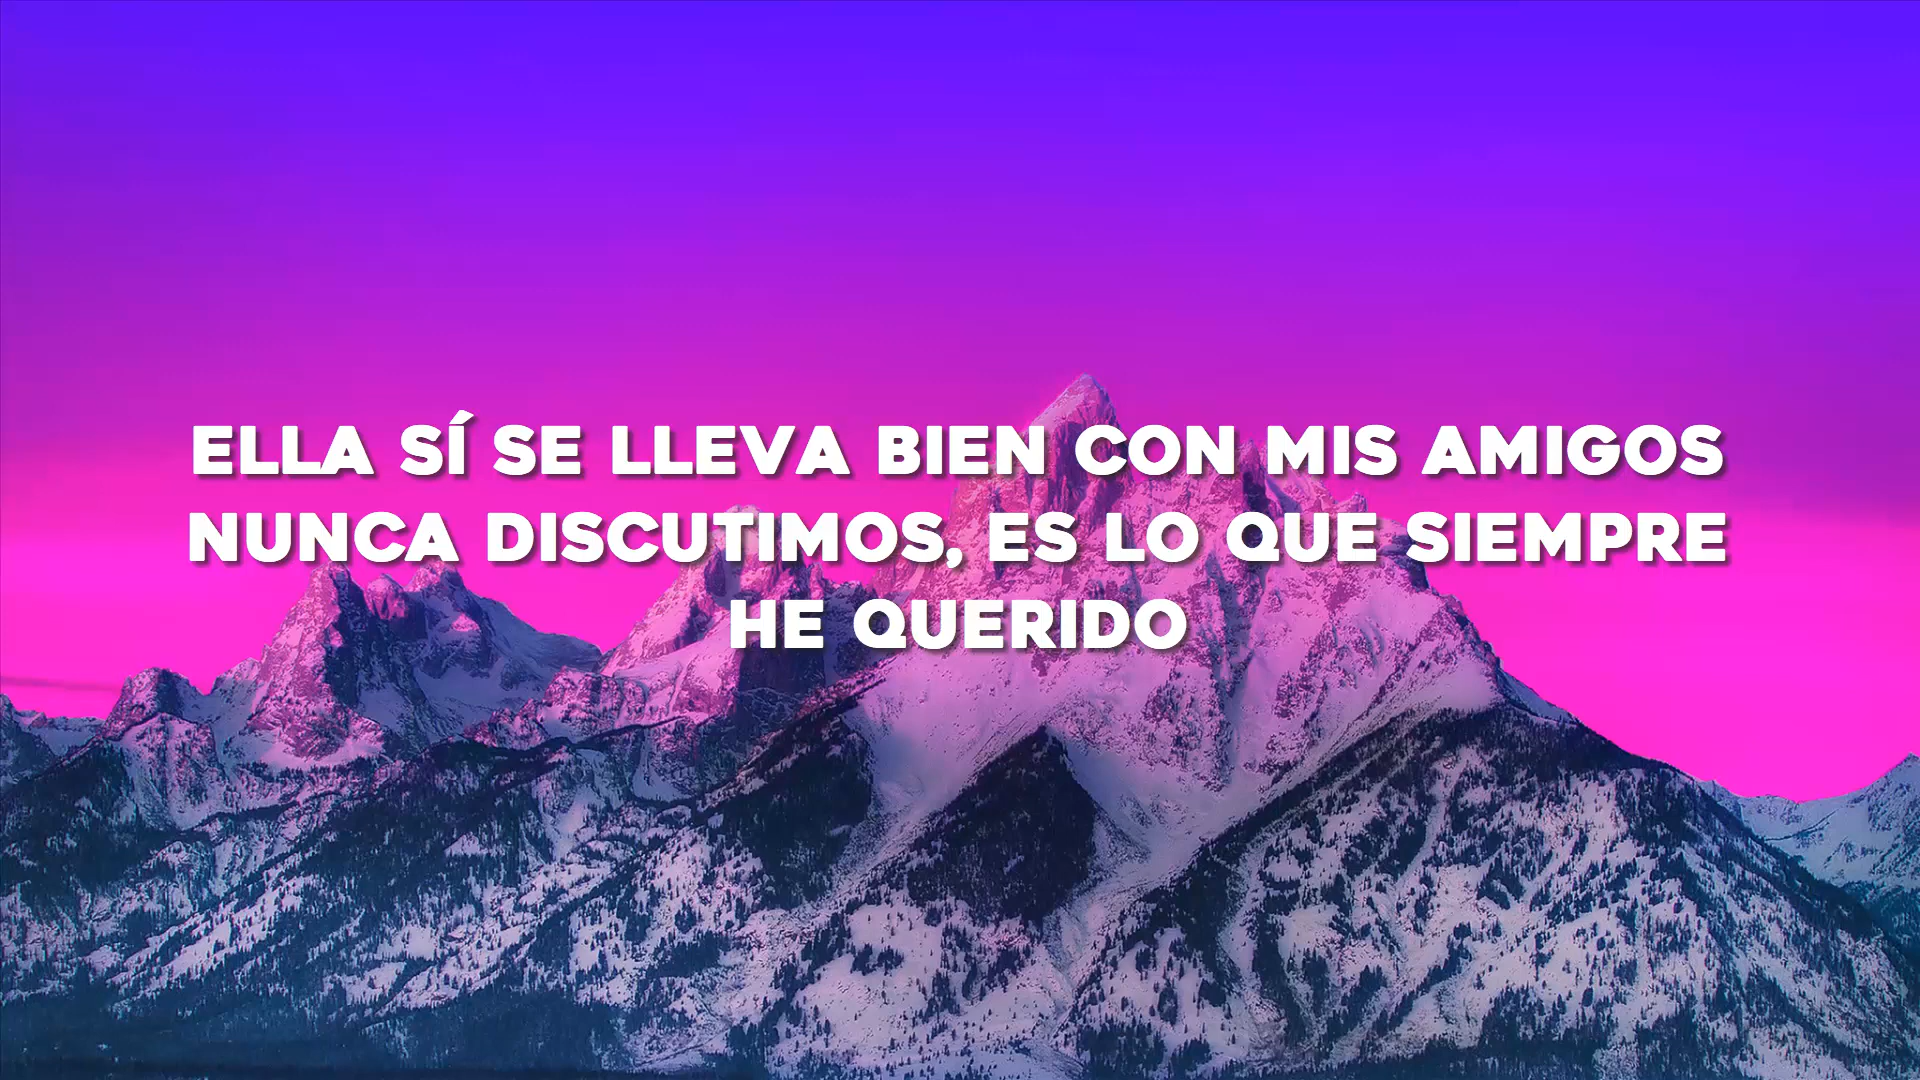 ELLA SÍ SE LLEVA BIEN CON MIS AMIGOS
NUNCA DISCUTIMOS, ES LO QUE SIEMPRE
HE QUERIDO